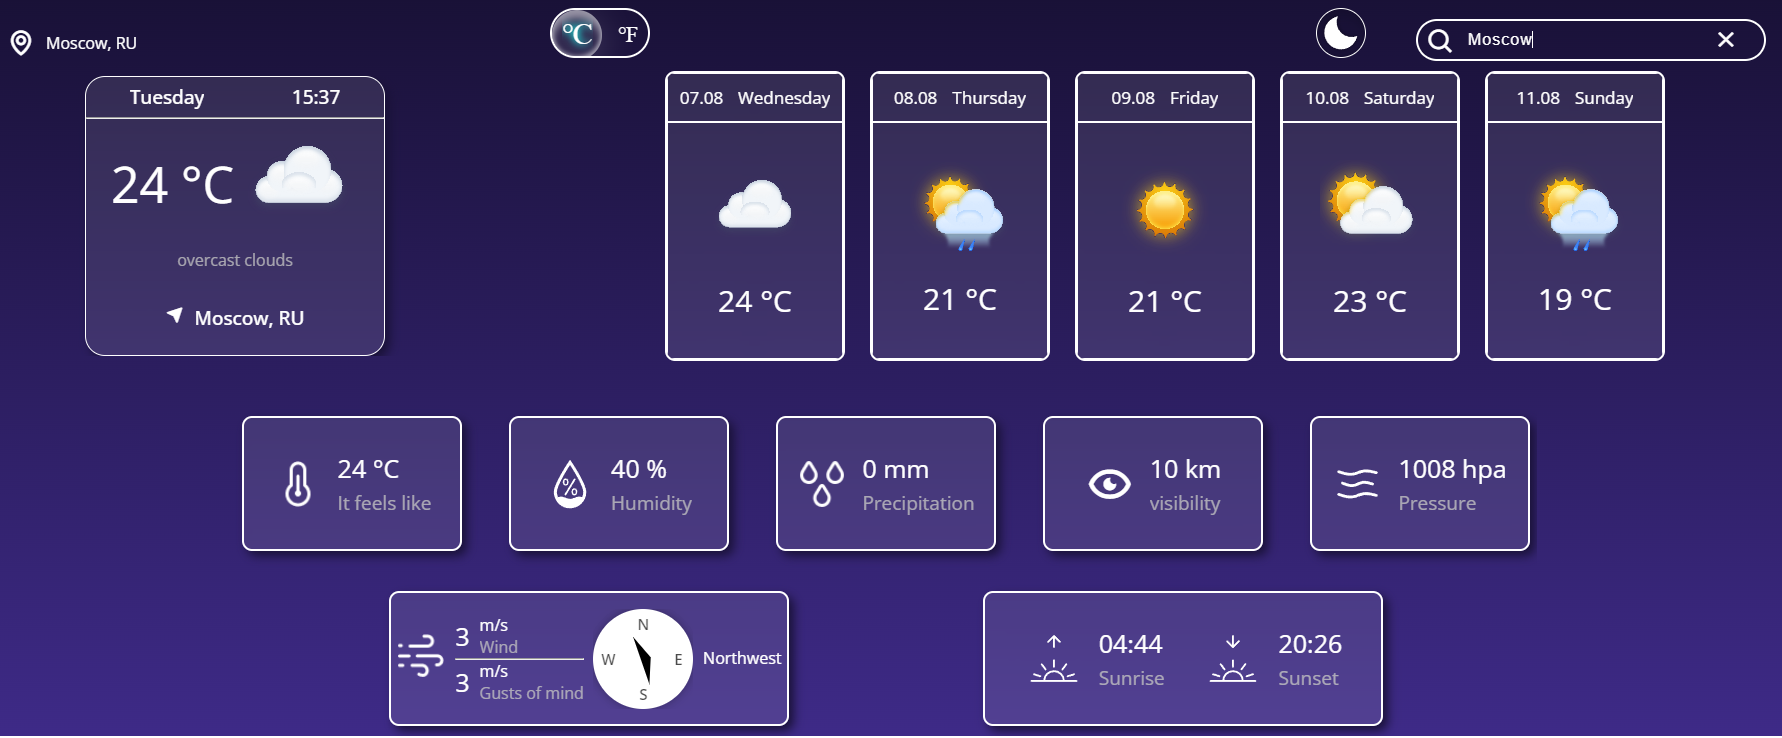 Moscow, RU
°C °F
Moscow
Tuesday 15:37
24 °C
overcast clouds
Moscow, RU
07.08 Wednesday
24 °C
08.08 Thursday
21 °C
09.08 Friday
21 °C
10.08 Saturday
23 °C
11.08 Sunday
19 °C
24 °C
It feels like
%
40 %
Humidity
0 mm
Precipitation
10 km
visibility
1008 hpa
Pressure
3 m/s
Wind
3 m/s
Gusts of mind
N
W E
S
Northwest
04:44
Sunrise
20:26
Sunset